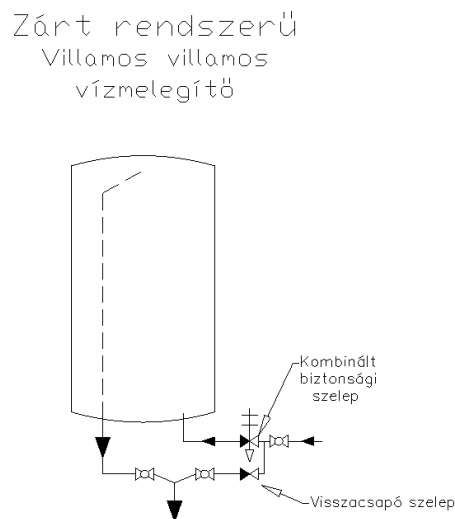 Zárt rendszerű
Villamos villamos
vízmelegítő
Kombinált
biztonsági
szelep
Visszacsapó szelep